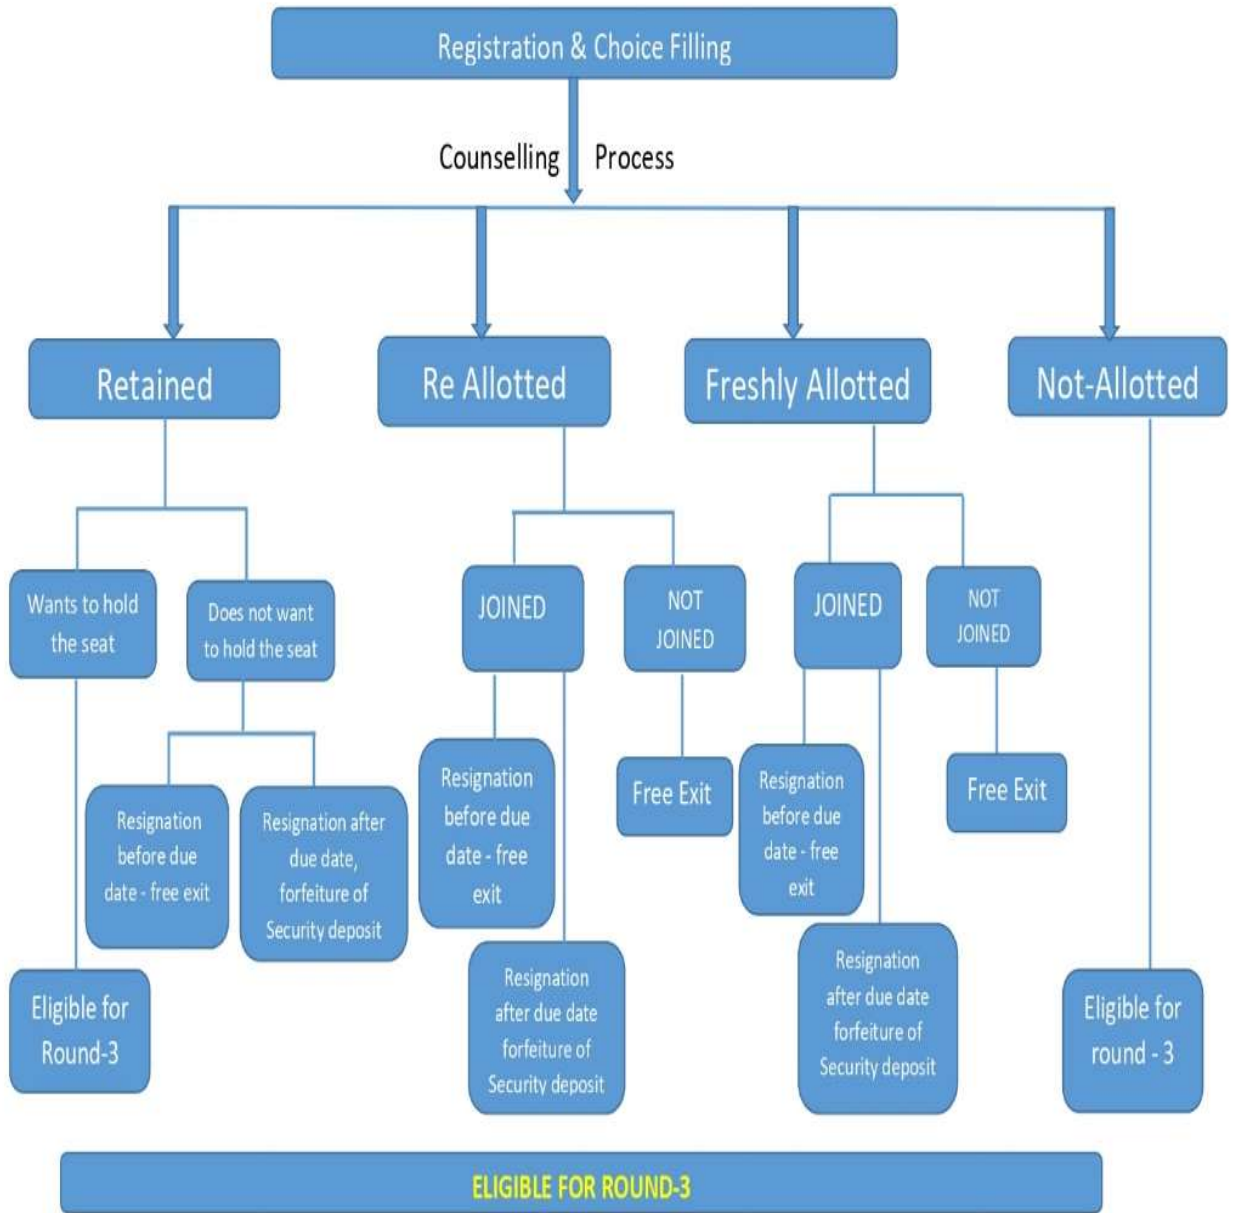 Registration & Choice Filling
Counselling Process
Retained
Re Allotted
Freshly Allotted
Not-Allotted
Wants to hold
the seat
Does not want
to hold the seat
JOINED
NOT
JOINED
JOINED
NOT
JOINED
Resignation
before due
date - free exit
Resignation after
due date,
forfeiture of
Security deposit
Resignation
before due
date - free
exit
Free Exit
Resignation
before due
date - free
exit
Free Exit
Eligible for
Round-3
Resignation
after due date
forfeiture of
Security deposit
Resignation
after due date
forfeiture of
Security deposit
Eligible for
round - 3
ELIGIBLE FOR ROUND-3